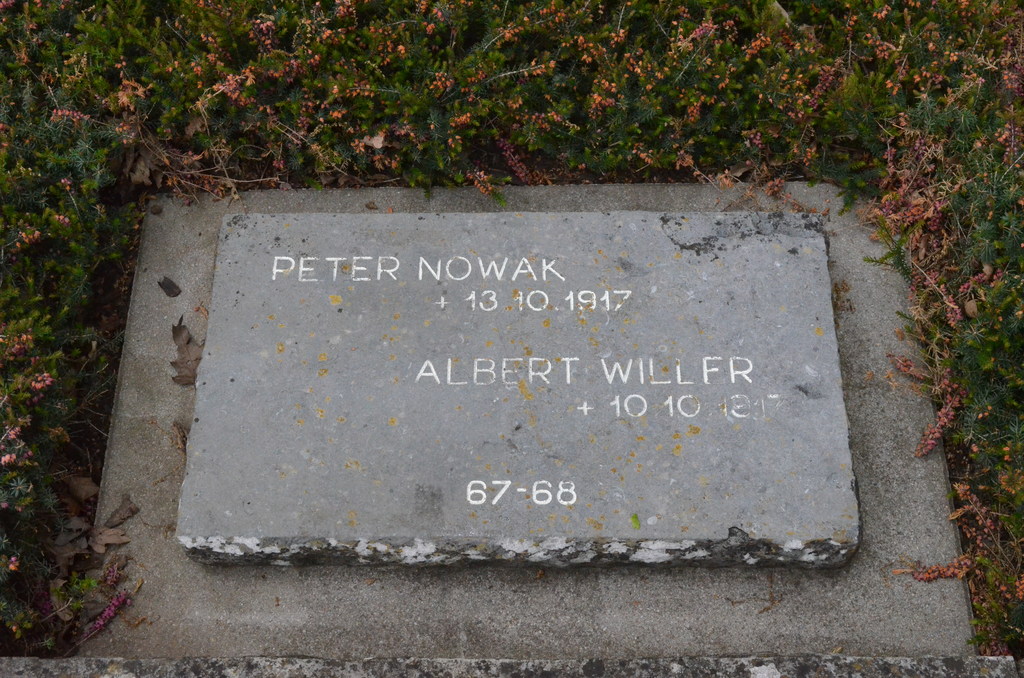 PETER NOWAK
+ 13.10.1917
ALBERT WILLER
+ 10 10 1917
67-68